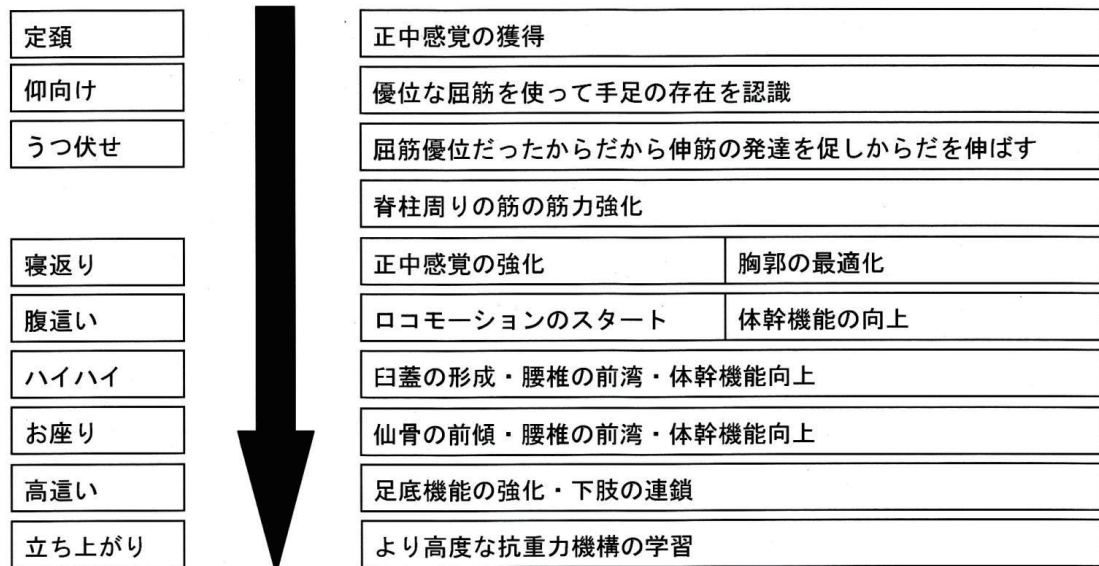 定頚 正中感覚の獲得
仰向け 優位な屈筋を使って手足の存在を認識
うつ伏せ 屈筋優位だったからだから伸筋の発達を促しからだを伸ばす
脊柱周りの筋の筋力強化
寝返り 正中感覚の強化 胸郭の最適化
腹這い ロコモーションのスタート 体幹機能の向上
ハイハイ 臼蓋の形成・腰椎の前湾・体幹機能向上
お座り 仙骨の前傾・腰椎の前湾・体幹機能向上
高這い 足底機能の強化・下肢の連鎖
立ち上がり より高度な抗重力機構の学習